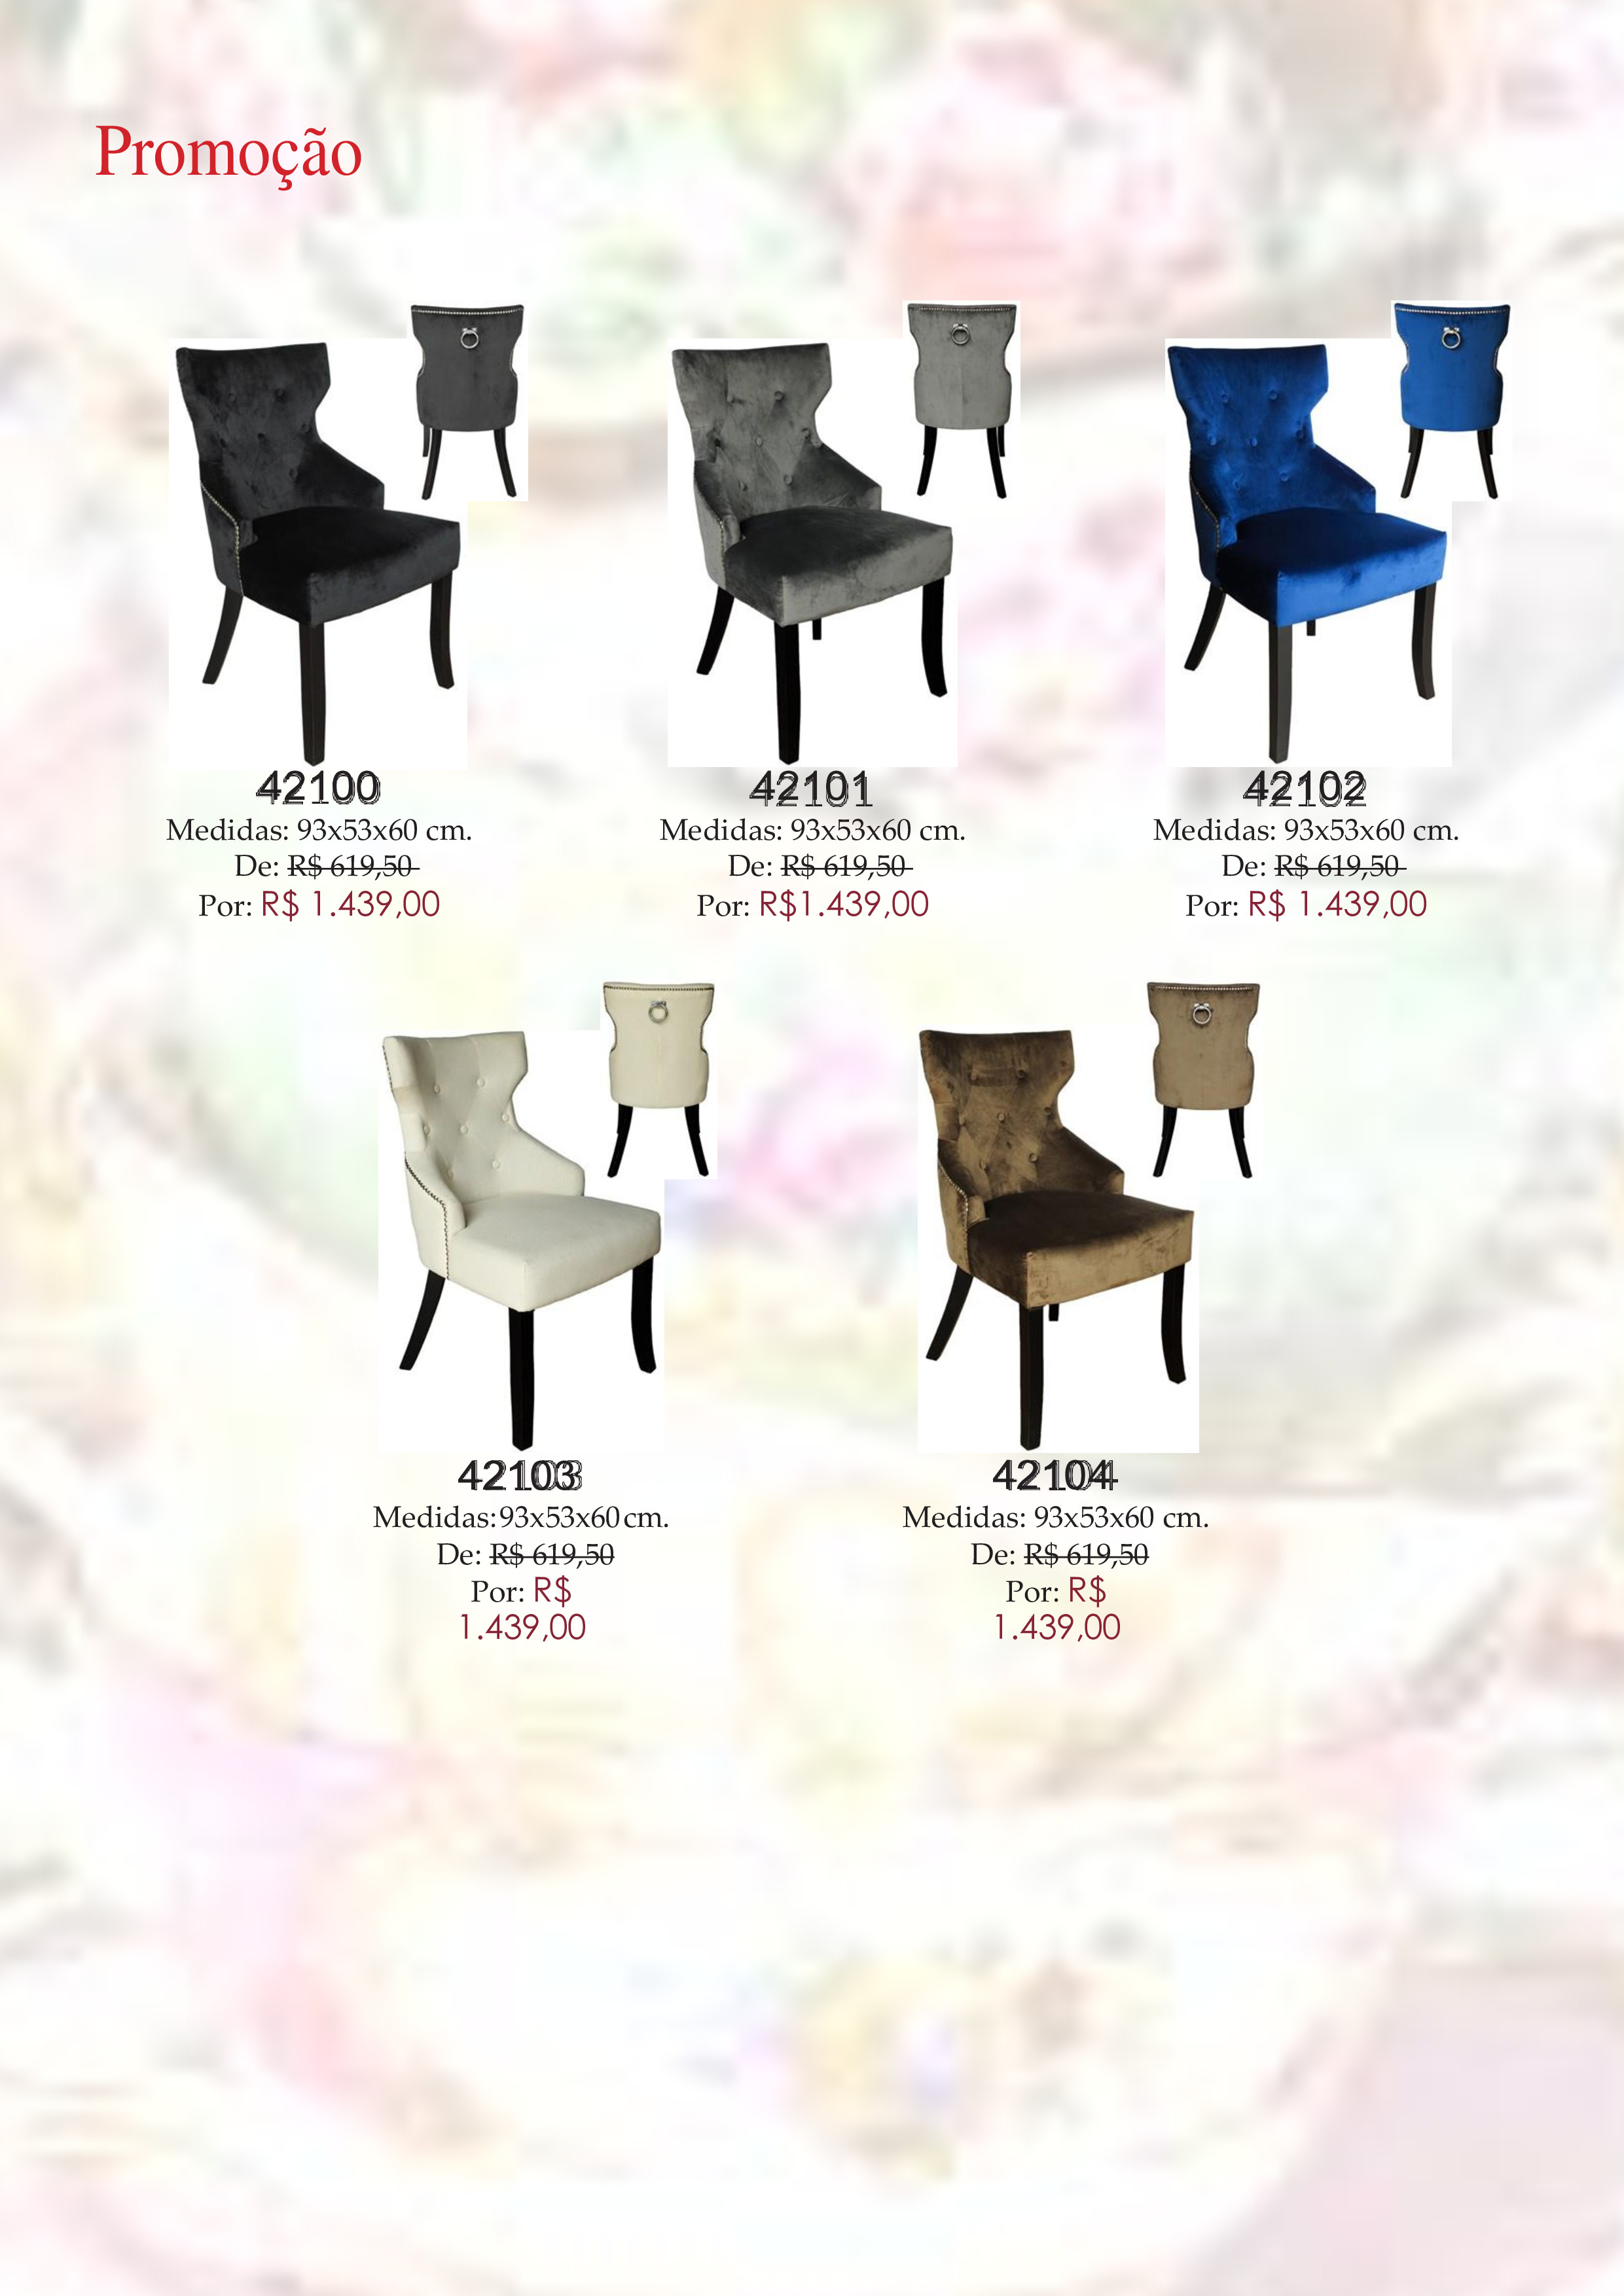 Promoção
42100
Medidas: 93x53x60 cm.
De: R$ 619,50
Por: R$ 1.439,00
42101
Medidas: 93x53x60 cm.
De: R$ 619,50
Por: R$1.439,00
42102
Medidas: 93x53x60 cm.
De: R$ 619,50
Por: R$ 1.439,00
42103
Medidas:93x53x60cm.
De: R$ 619,50
Por: R$
1.439,00
42104
Medidas: 93x53x60 cm.
De: R$ 619,50
Por: R$
1.439,00